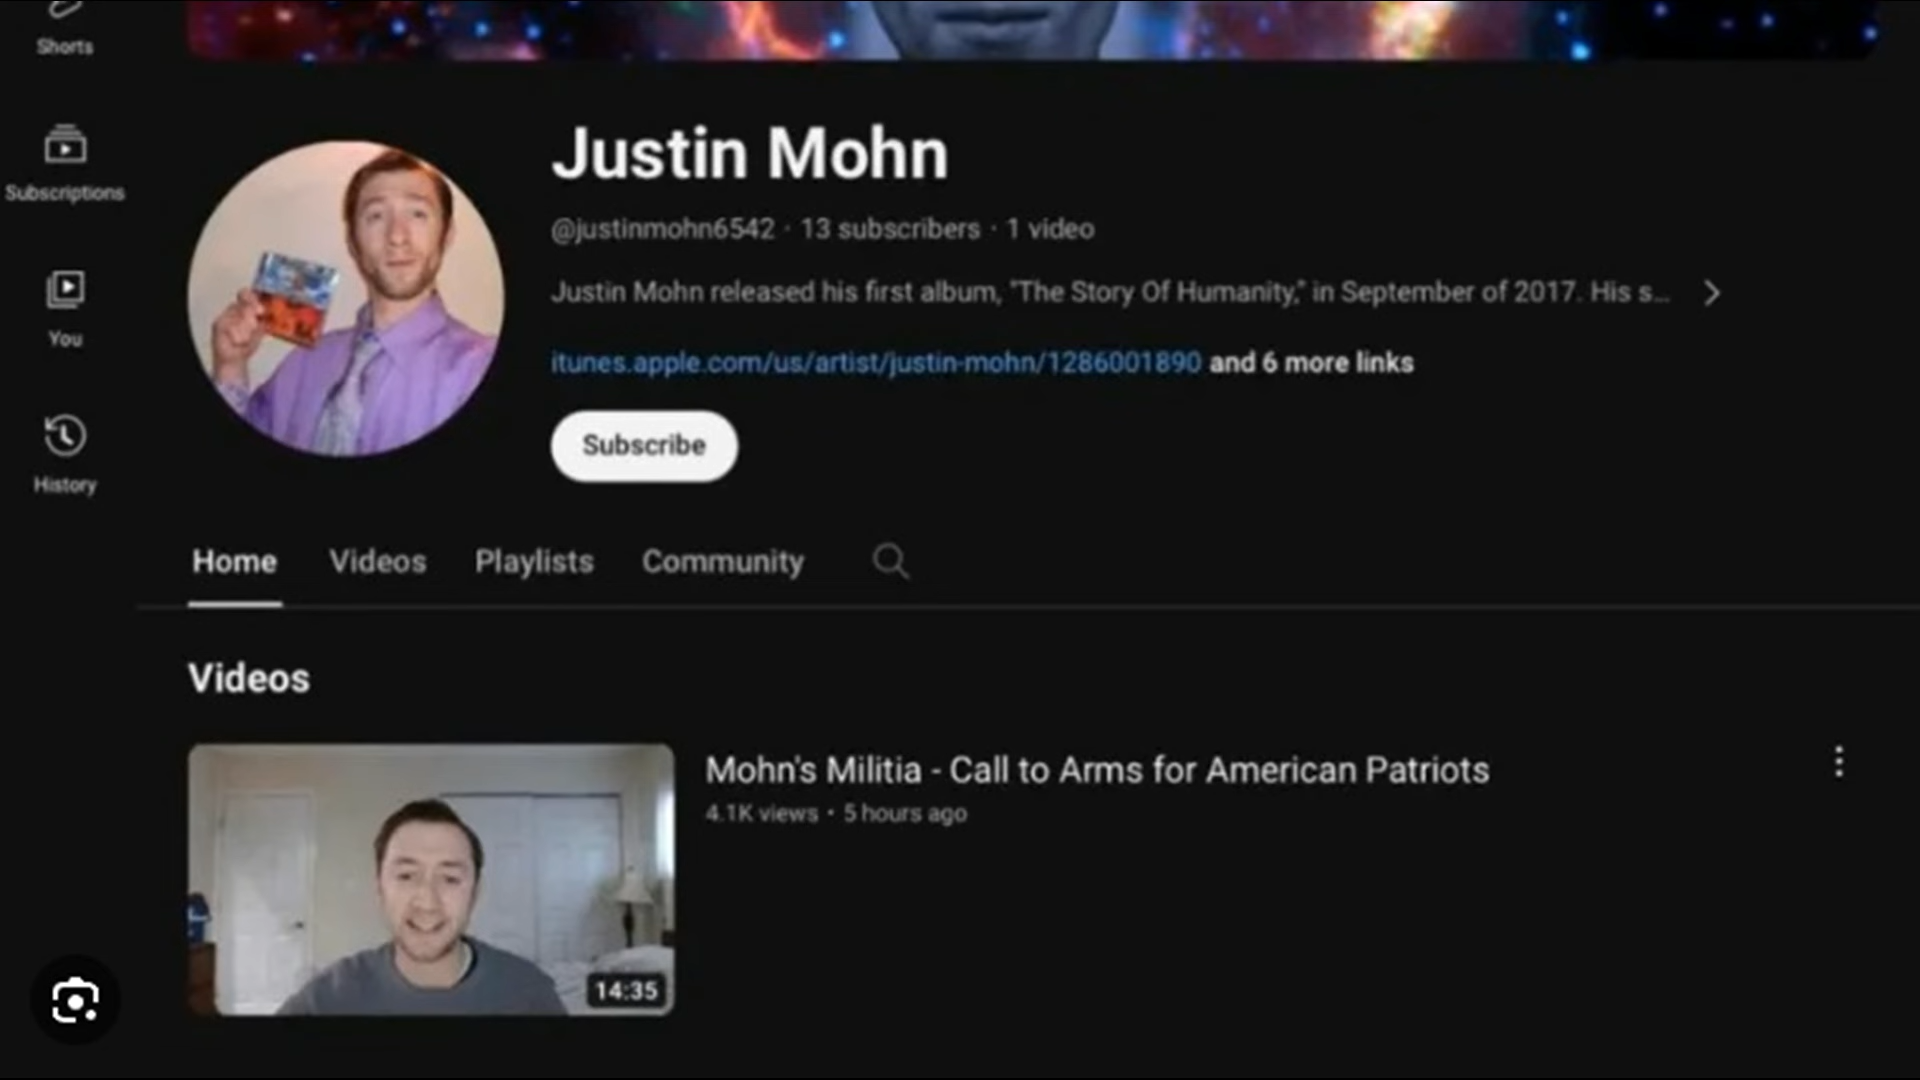 Shorts
Subscriptions
You
History
Justin Mohn
@justinmohn6542 · 13 subscribers · 1 video
Justin Mohn released his first album, "The Story Of Humanity," in September of 2017. His s...
itunes.apple.com/us/artist/justin-mohn/1286001890 and 6 more links
Subscribe
Home Videos Playlists Community
Videos
Mohn's Militia - Call to Arms for American Patriots
4.1K views · 5 hours ago
14:35